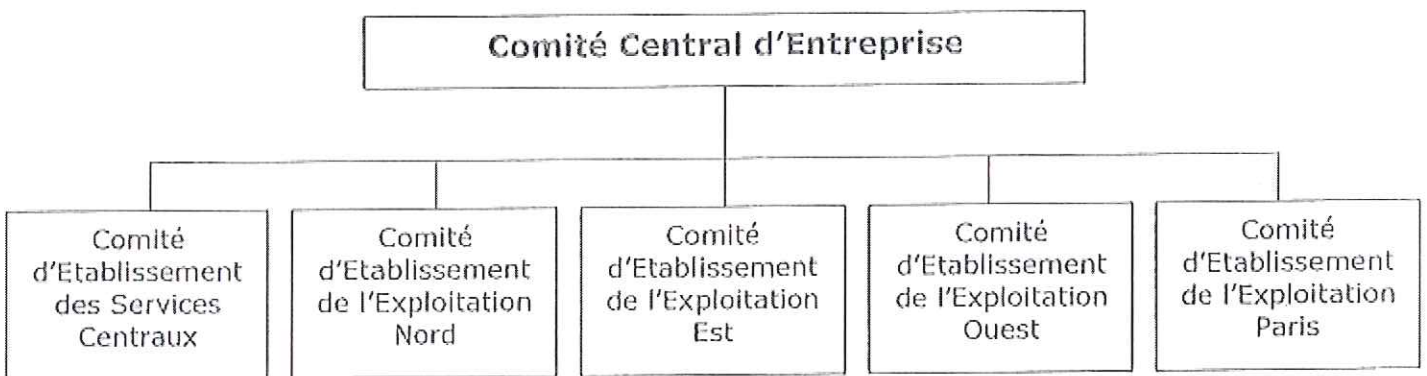 Comité Central d'Entreprise
Comité
d'Etablissement
des Services
Centraux
Comité
d'Etablissement
de l'Exploitation
Nord
Comité
d'Etablissement
de l'Exploitation
Est
Comité
d'Etablissement
de l'Exploitation
Ouest
Comité
d'Etablissement
de l'Exploitation
Paris